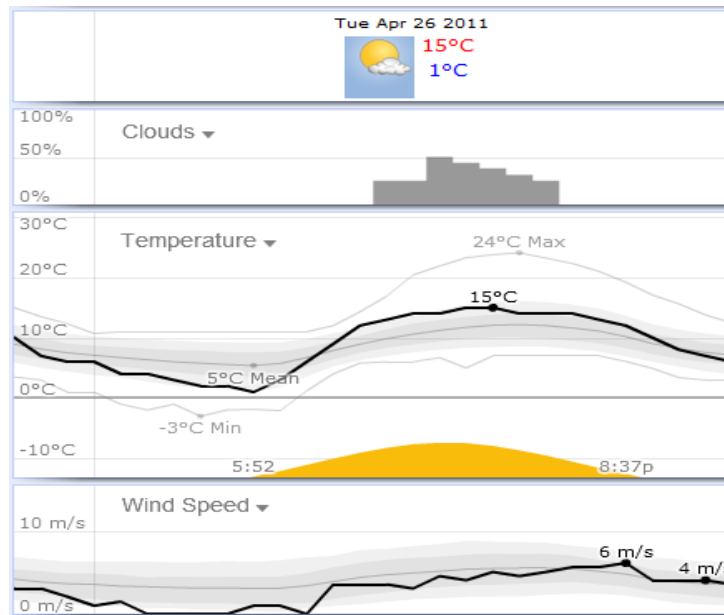 Tue Apr 26 2011
15°C
1°C
100%
Clouds
50%
0%
30°C
Temperature
24°C Max
20°C
15°C
10°C
5°C Mean
0°C
-3°C Min
-10°C
5:52
8:37p
Wind Speed
10 m/s
6 m/s
4 m/s
0 m/s